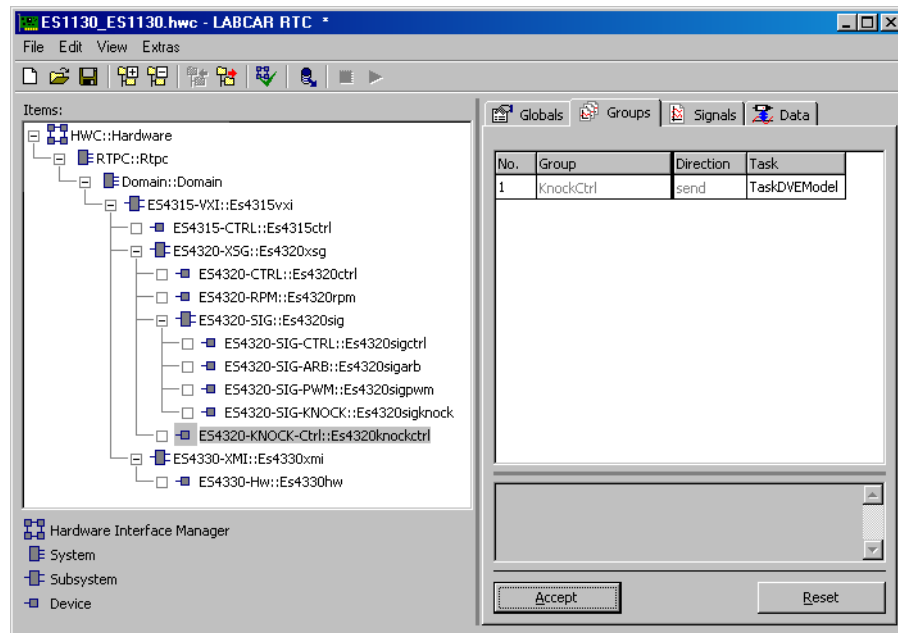 ES1130_ES1130.hwc - LABCAR RTC *
File Edit View Extras
Items:
HWC::Hardware
RTPC::Rtpc
Domain::Domain
ES4315-VXI::Es4315vxi
ES4315-CTRL::Es4315ctrl
ES4320-XSG::Es4320xsg
ES4320-CTRL::Es4320ctrl
ES4320-RPM::Es4320rpm
ES4320-SIG::Es4320sig
ES4320-SIG-CTRL::Es4320sigctrl
ES4320-SIG-ARB::Es4320sigarb
ES4320-SIG-PWM::Es4320sigpwm
ES4320-SIG-KNOCK::Es4320sigknock
ES4320-KNOCK-Ctrl::Es4320knockctrl
ES4330-XMI::Es4330xmi
ES4330-Hw::Es4330hw
Hardware Interface Manager
System
Subsystem
Device
Globals Groups Signals Data
No. Group Direction Task
1 KnockCtrl send TaskDVEModel
Accept Reset